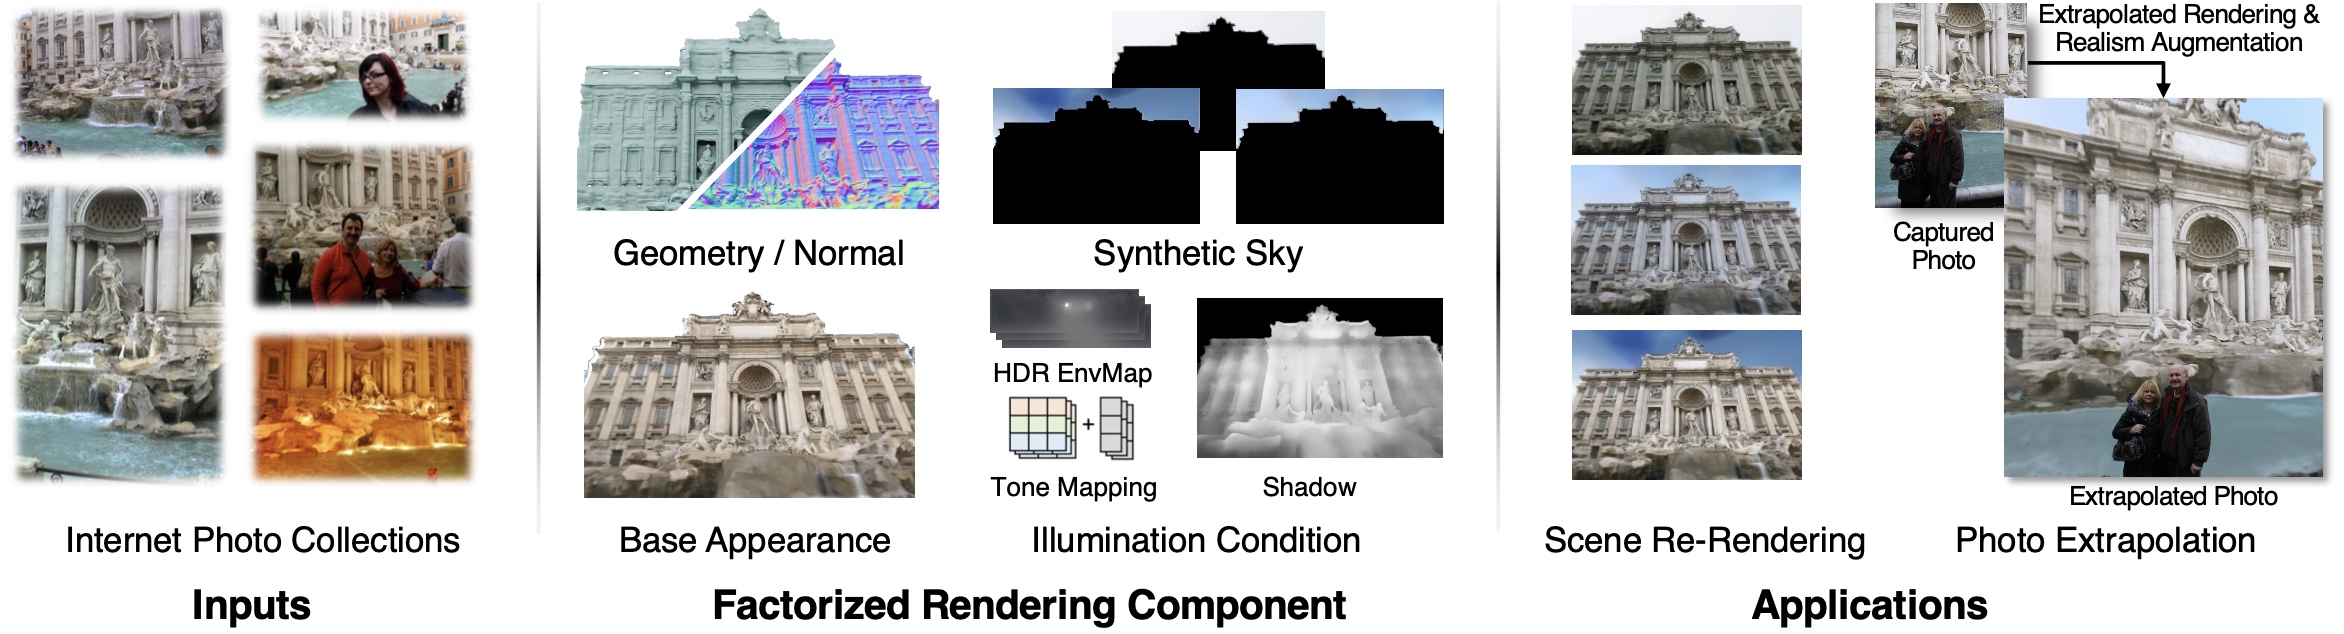 Internet Photo Collections
Inputs
Geometry / Normal
Synthetic Sky
HDR EnvMap
+
Tone Mapping
Shadow
Base Appearance
Illumination Condition
Factorized Rendering Component
Extrapolated Rendering &
Realism Augmentation
Captured
Photo
Extrapolated Photo
Scene Re-Rendering
Photo Extrapolation
Applications